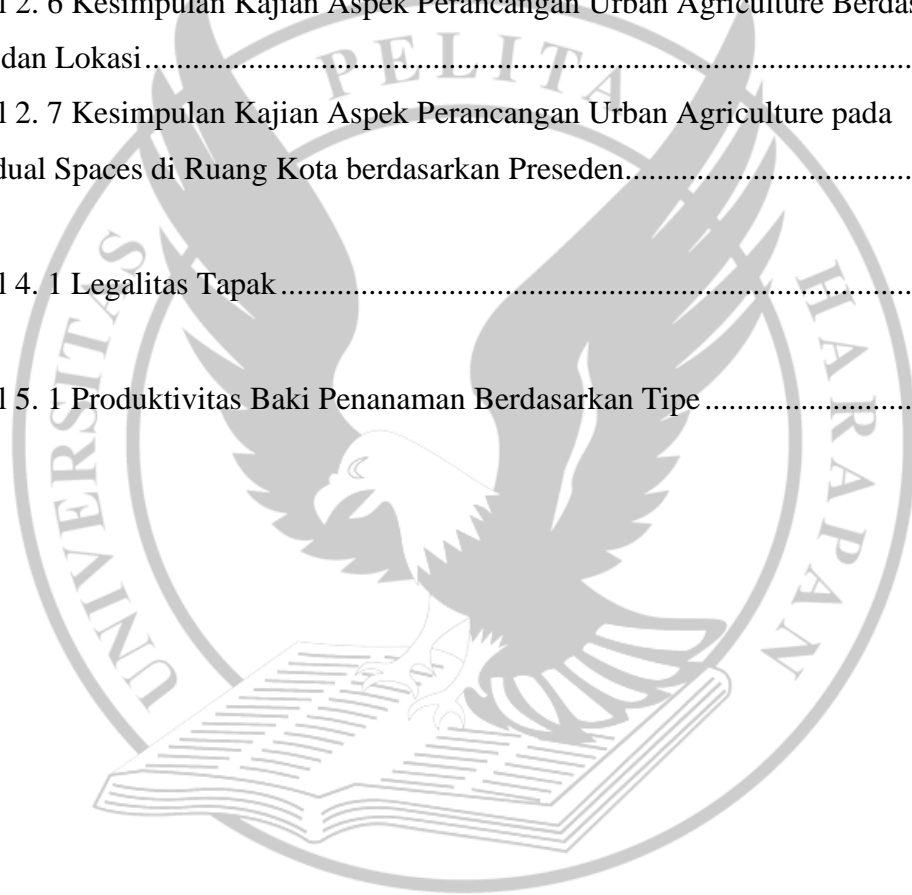 l 2. 6 Kesimpulan Kajian Aspek Perancangan Urban Agriculture Berdas
dan Lokasi................................................................................................
l 2. 7 Kesimpulan Kajian Aspek Perancangan Urban Agriculture pada
dual Spaces di Ruang Kota berdasarkan Preseden....................................
l 4. 1 Legalitas Tapak................................................................................
l 5. 1 Produktivitas Baki Penanaman Berdasarkan Tipe..........................
UNIVERSITAS PELITA HARAPAN